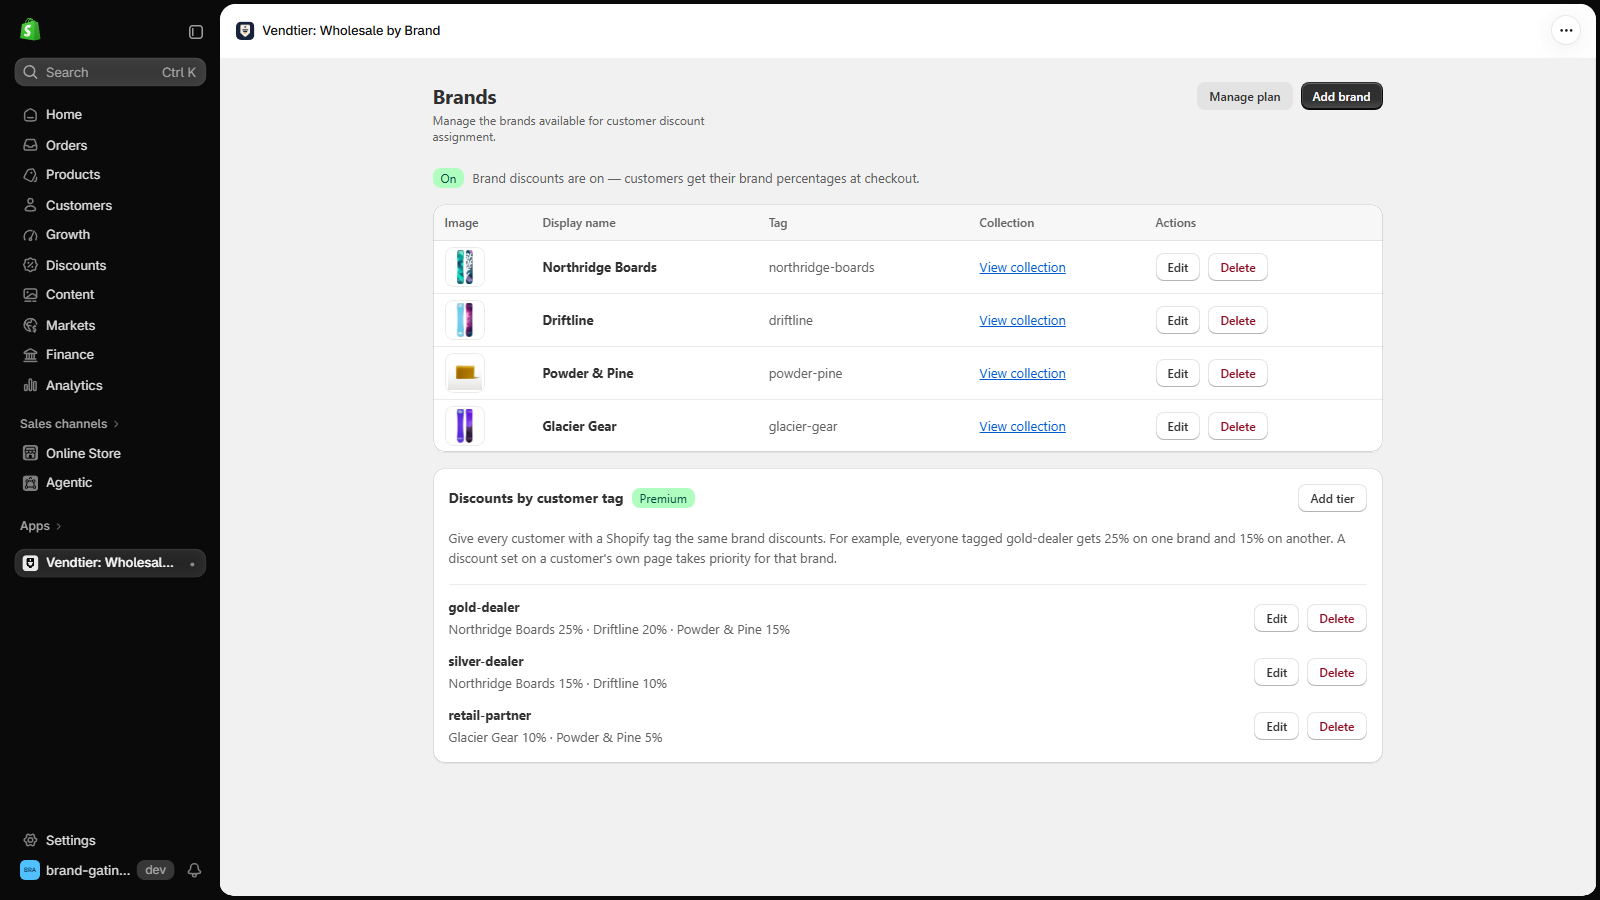 Search
Ctrl K
Home
Orders
Products
Customers
Growth
Discounts
Content
Markets
Finance
Analytics
Sales channels
Online Store
Agentic
Apps
Vendtier: Wholesal...
Settings
BRA
brand-gatin...
dev
Vendtier: Wholesale by Brand
Brands
Manage plan
Add brand
Manage the brands available for customer discount
assignment.
On
Brand discounts are on — customers get their brand percentages at checkout.
Image
Display name
Tag
Collection
Actions
Northridge Boards
northridge-boards
View collection
Edit
Delete
Driftline
driftline
View collection
Edit
Delete
Powder & Pine
powder-pine
View collection
Edit
Delete
Glacier Gear
glacier-gear
View collection
Edit
Delete
Discounts by customer tag
Premium
Add tier
Give every customer with a Shopify tag the same brand discounts. For example, everyone tagged gold-dealer gets 25% on one brand and 15% on another. A
discount set on a customer's own page takes priority for that brand.
gold-dealer
Northridge Boards 25% · Driftline 20% · Powder & Pine 15%
Edit
Delete
silver-dealer
Northridge Boards 15% · Driftline 10%
Edit
Delete
retail-partner
Glacier Gear 10% · Powder & Pine 5%
Edit
Delete